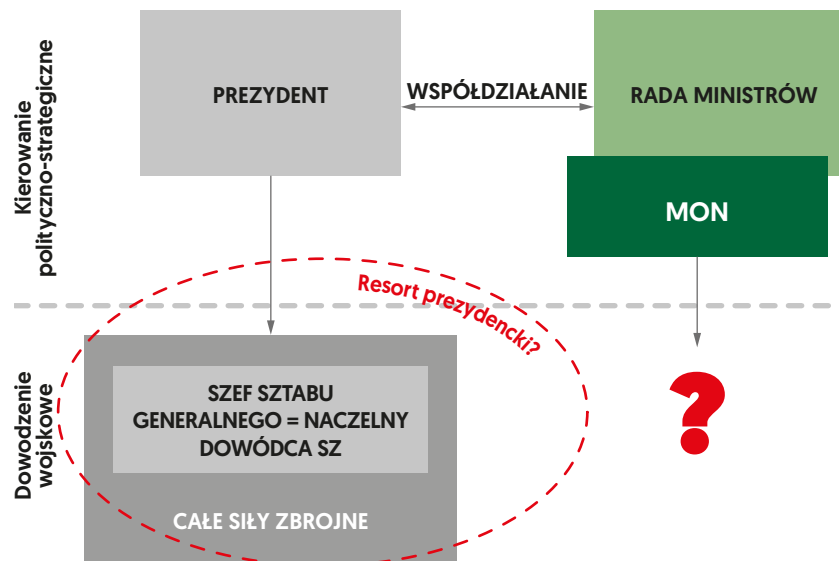 Kierowanie
polityczno-strategiczne
PREZYDENT
WSPÓŁDZIAŁANIE
RADA MINISTRÓW
MON
Resort prezydencki?
Dowodzenie
wojskowe
SZEF SZTABU
GENERALNEGO = NACZELNY
DOWÓDCA SZ
CAŁE SIŁY ZBROJNE
?